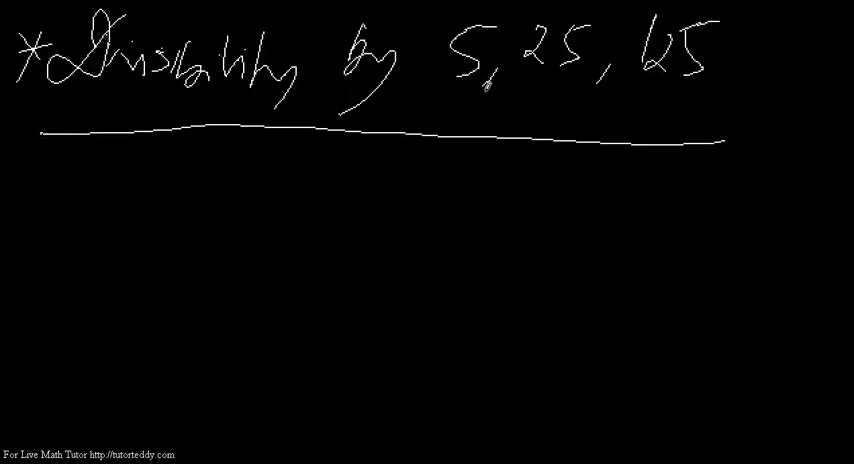 *Divisibility by 5, 25, 125
For Live Math Tutor http://tutorteddy.com